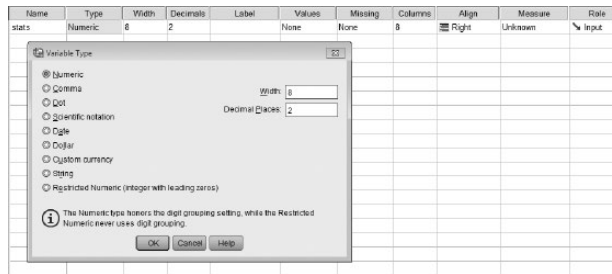 Name Type Width Decimals Label Values Missing Columns Align Measure Role
stats Numeric 8 2 None None 8 Right Unknown Input
Variable Type
Numeric
Comma
Width: 8
Dot
Decimal Places: 2
Scientific notation
Date
Dollar
Custom currency
String
Restricted Numeric (integer with leading zeros)
The Numeric type honors the digit grouping setting, while the Restricted
Numeric never uses digit grouping.
OK Cancel Help